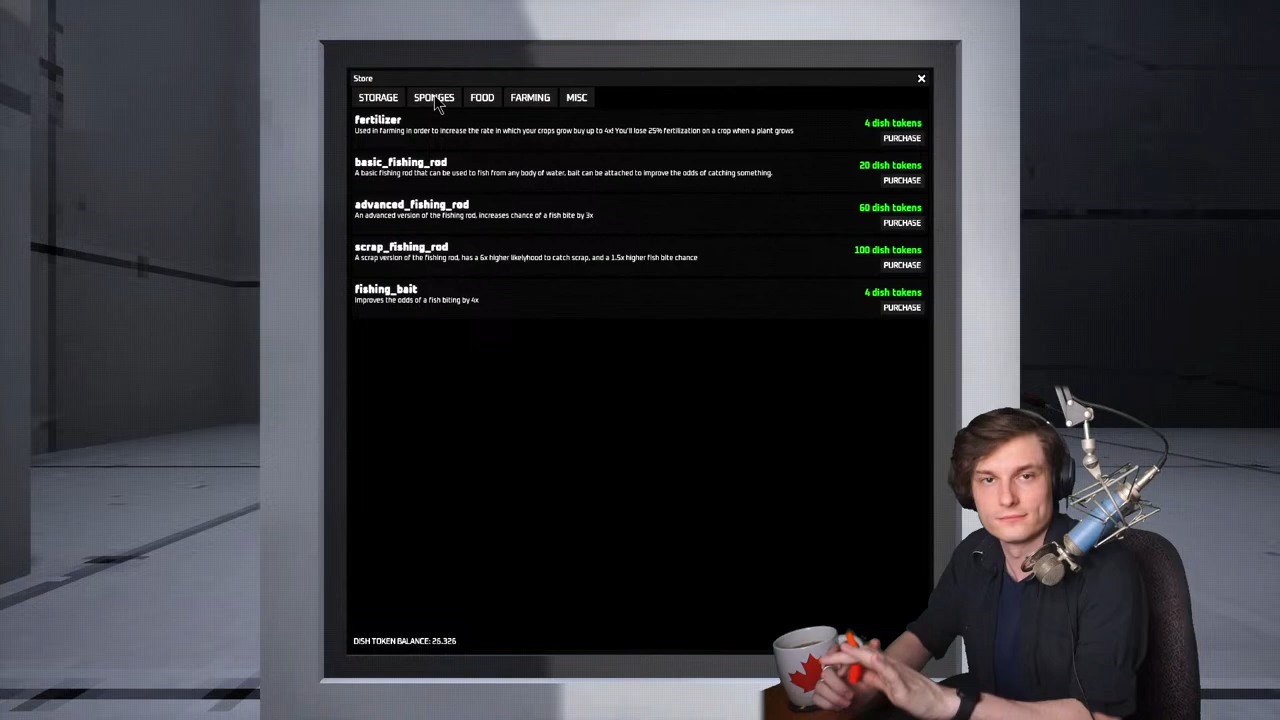 Store
STORAGE SPONGES FOOD FARMING MISC
fertilizer
Used in farming in order to increase the rate in which your crops grow buy up to 4x! You'll lose 25% fertilization on a crop when a plant grows
4 dish tokens
PURCHASE
basic_fishing_rod
A basic fishing rod that can be used to fish from any body of water, bait can be attached to improve the odds of catching something.
20 dish tokens
PURCHASE
advanced_fishing_rod
An advanced version of the fishing rod, increases chance of a fish bite by 3x
60 dish tokens
PURCHASE
scrap_fishing_rod
A scrap version of the fishing rod, has a 6x higher likelyhood to catch scrap, and a 1.5x higher fish bite chance
100 dish tokens
PURCHASE
fishing_bait
Improves the odds of a fish biting by 4x
4 dish tokens
PURCHASE
DISH TOKEN BALANCE: 26.326